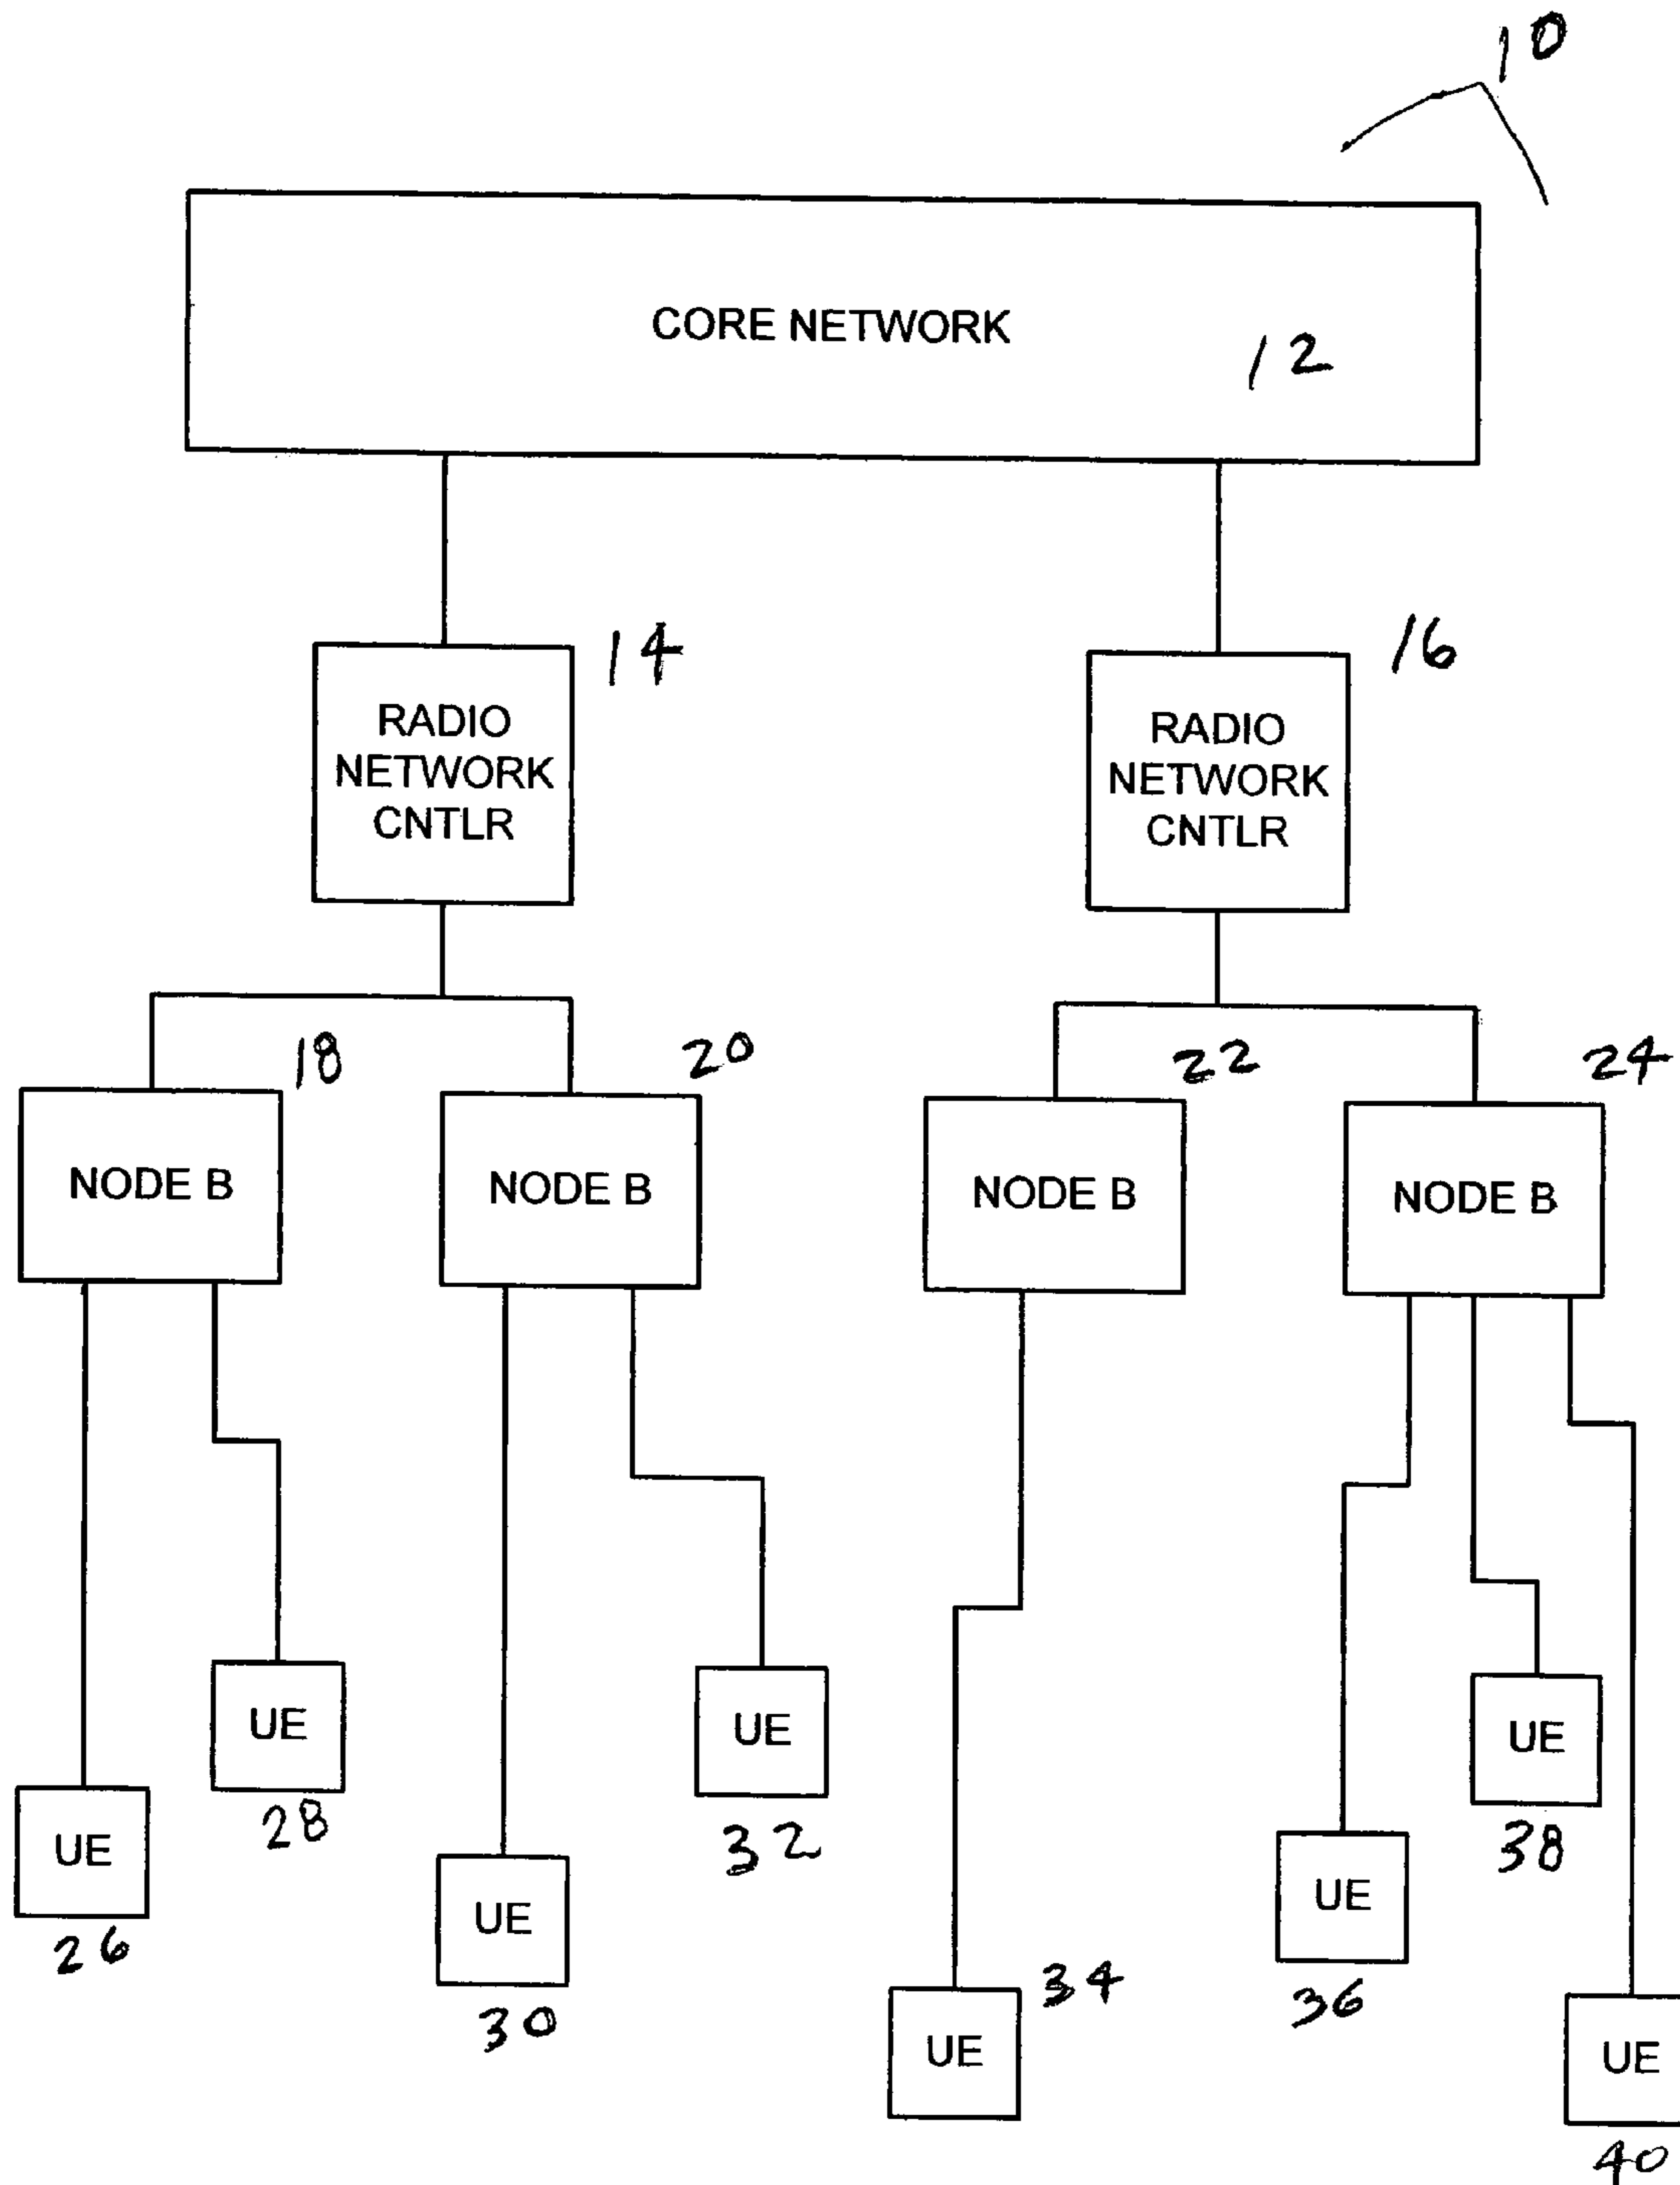 10
CORE NETWORK
12
14
RADIO
NETWORK
CNTLR
16
RADIO
NETWORK
CNTLR
18
NODE B
20
NODE B
22
NODE B
24
NODE B
UE
28
UE
32
UE
38
UE
26
UE
30
UE
36
UE
34
UE
40